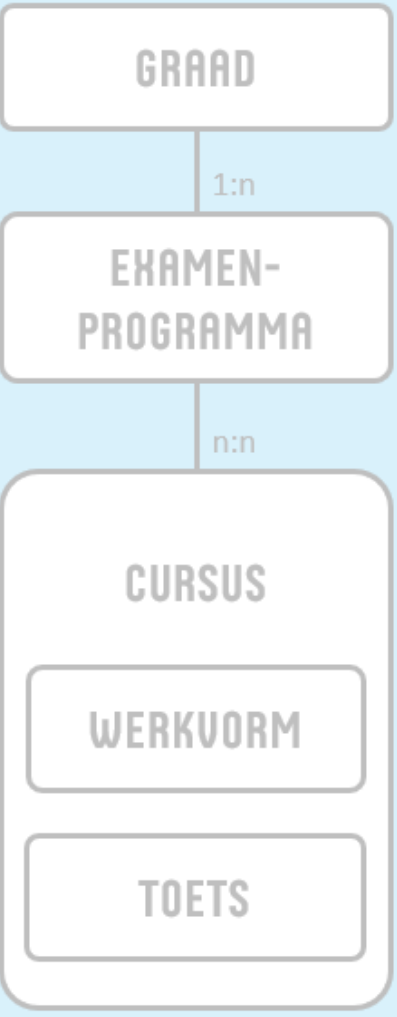 GRAAD
1:n
EXAMEN-
PROGRAMMA
n:n
CURSUS
WERKVORM
TOETS